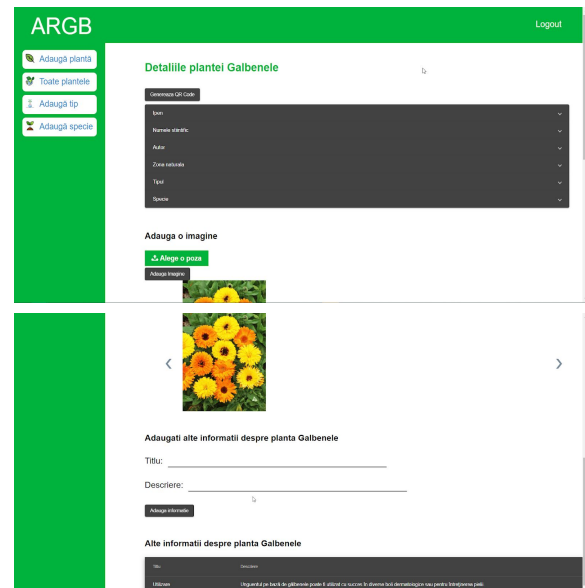 ARGB
Logout
Adaugă plantă
Toate plantele
Adaugă tip
Adaugă specie
Detaliile plantei Galbenele
Genereaza QR Code
Ipen
Numele stiintific
Autor
Zona naturala
Tipul
Specie
Adauga o imagine
Alege o poza
Adauga Imagine
Adaugati alte informatii despre planta Galbenele
Titlu:
Descriere:
Adauga informatie
Alte informatii despre planta Galbenele
Titlu Descriere
Utilizare Unguentul pe bază de gălbenele poate fi utilizat cu succes în diverse boli dermatologice sau pentru întreținerea pielii.